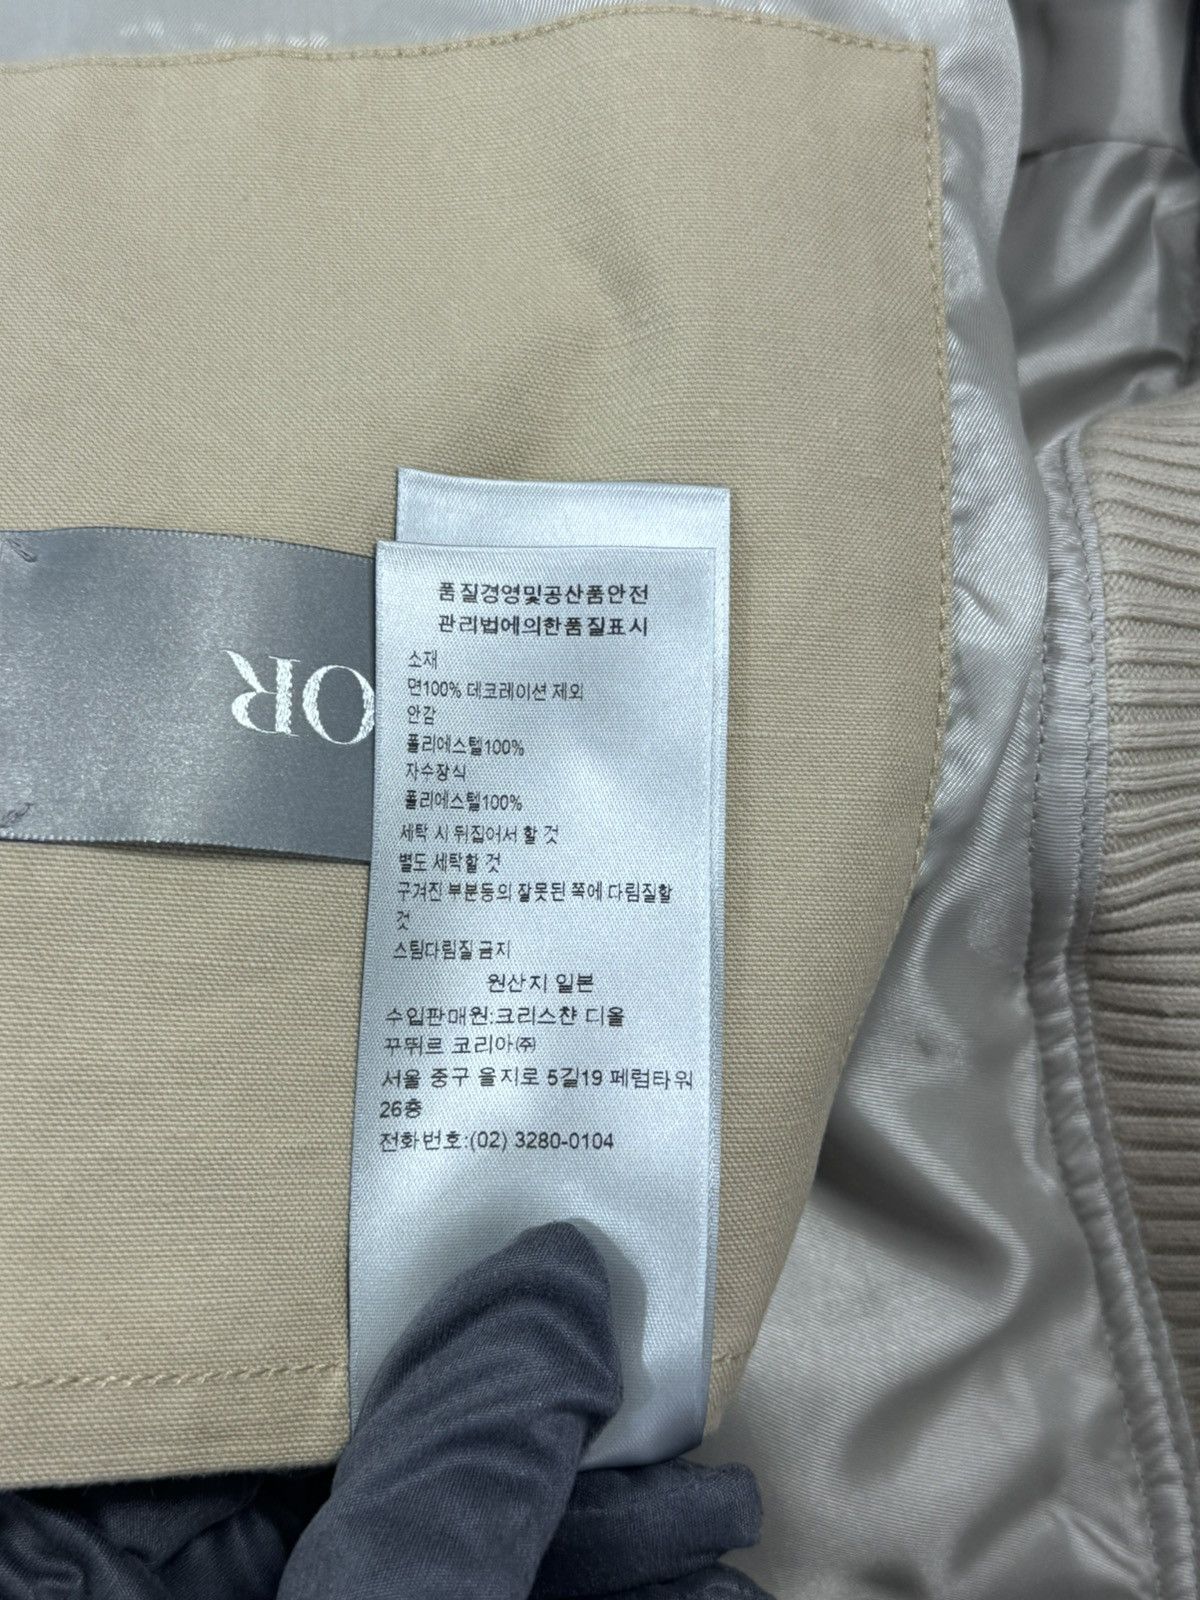 품질경영및공산품안전
관리법에의한품질표시
소재
면100% 데코레이션 제외
안감
폴리에스텔100%
자수장식
폴리에스텔100%
세탁 시 뒤집어서 할 것
별도 세탁할 것
구겨진 부분등의 잘못된 쪽에 다림질할
것
스팀다림질 금지
원산지 일본
수입판매원:크리스챤 디올
꾸뛰르 코리아㈜
서울 중구 을지로 5길19 페럼타워
26층
전화번호:(02) 3280-0104
OR